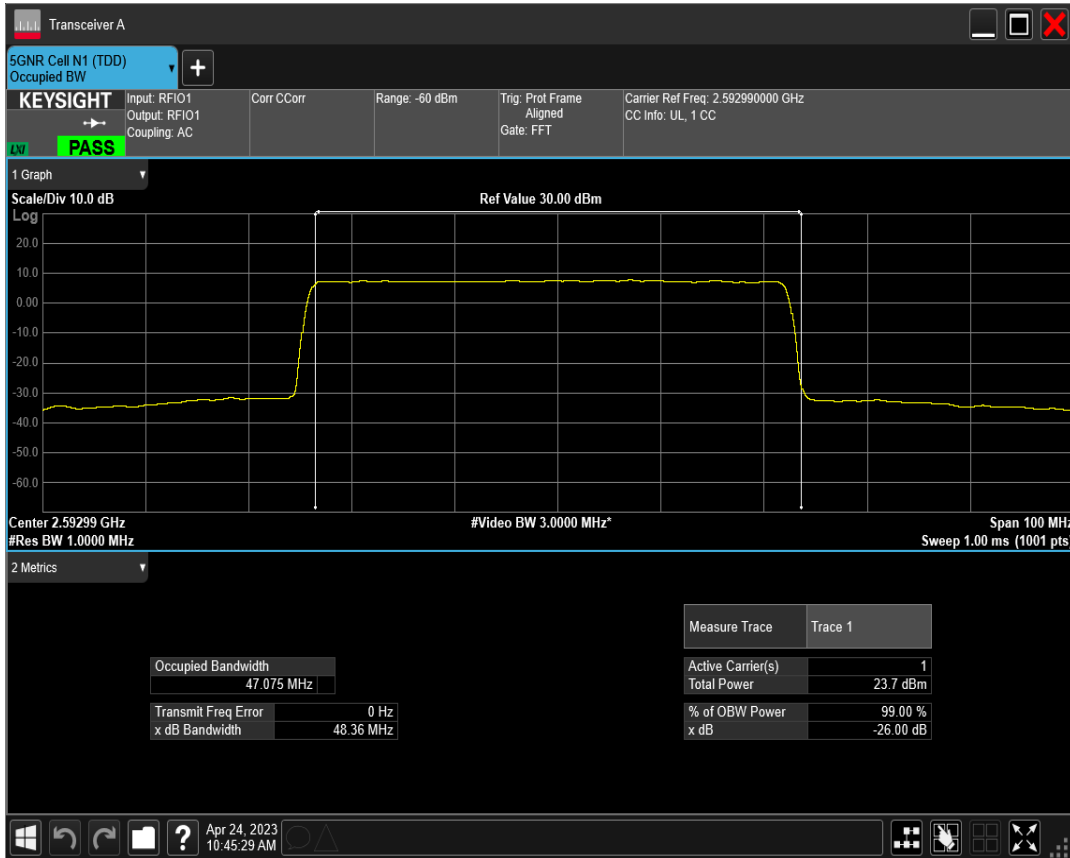 Transceiver A
5GNR Cell N1 (TDD)
Occupied BW
+
KEYSIGHT
LXI
PASS
Input: RFIO1
Output: RFIO1
Coupling: AC
Corr CCorr
Range: -60 dBm
Trig: Prot Frame
Aligned
Gate: FFT
Carrier Ref Freq: 2.592990000 GHz
CC Info: UL, 1 CC
1 Graph
Scale/Div 10.0 dB
Ref Value 30.00 dBm
Log
20.0
10.0
0.00
-10.0
-20.0
-30.0
-40.0
-50.0
-60.0
Center 2.59299 GHz
#Video BW 3.0000 MHz*
Span 100 MHz
#Res BW 1.0000 MHz
Sweep 1.00 ms (1001 pts)
2 Metrics
Measure Trace Trace 1
Occupied Bandwidth
47.075 MHz
Transmit Freq Error 0 Hz
x dB Bandwidth 48.36 MHz
Active Carrier(s) 1
Total Power 23.7 dBm
% of OBW Power 99.00 %
x dB -26.00 dB
?
Apr 24, 2023
10:45:29 AM